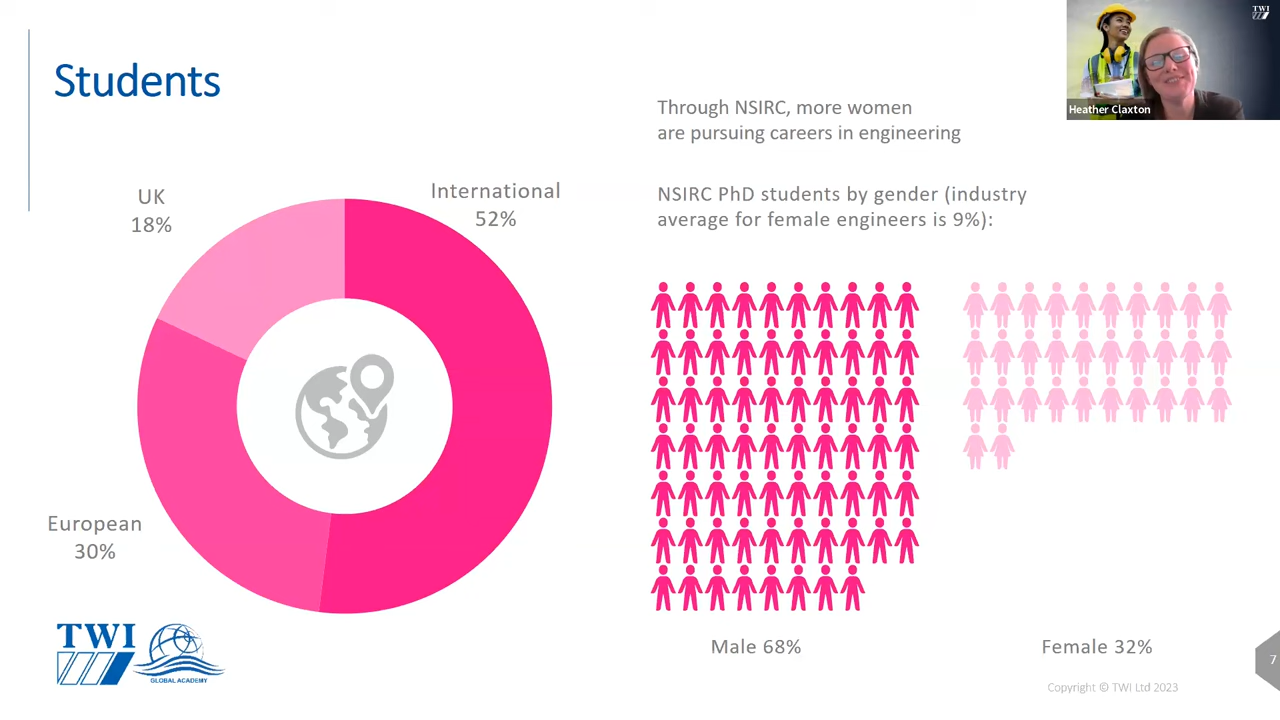 Students
TWI
Heather Claxton
Through NSIRC, more women
are pursuing careers in engineering
NSIRC PhD students by gender (industry
average for female engineers is 9%):
UK
18%
International
52%
European
30%
Male 68%
Female 32%
TWI
GLOBAL ACADEMY
7
Copyright © TWI Ltd 2023